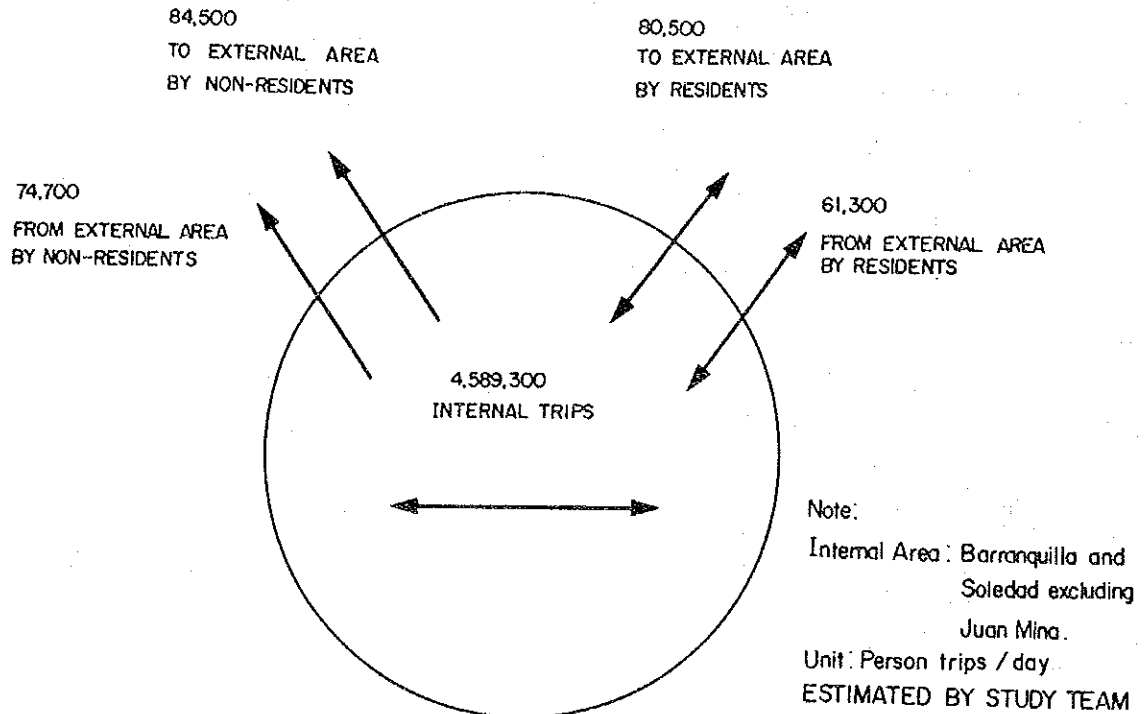 84,500
TO EXTERNAL AREA
BY NON-RESIDENTS
80,500
TO EXTERNAL AREA
BY RESIDENTS
74,700
FROM EXTERNAL AREA
BY NON-RESIDENTS
61,300
FROM EXTERNAL AREA
BY RESIDENTS
4,589,300
INTERNAL TRIPS
Note:
Internal Area: Barranquilla and
Soledad excluding
Juan Mina.
Unit: Person trips / day
ESTIMATED BY STUDY TEAM